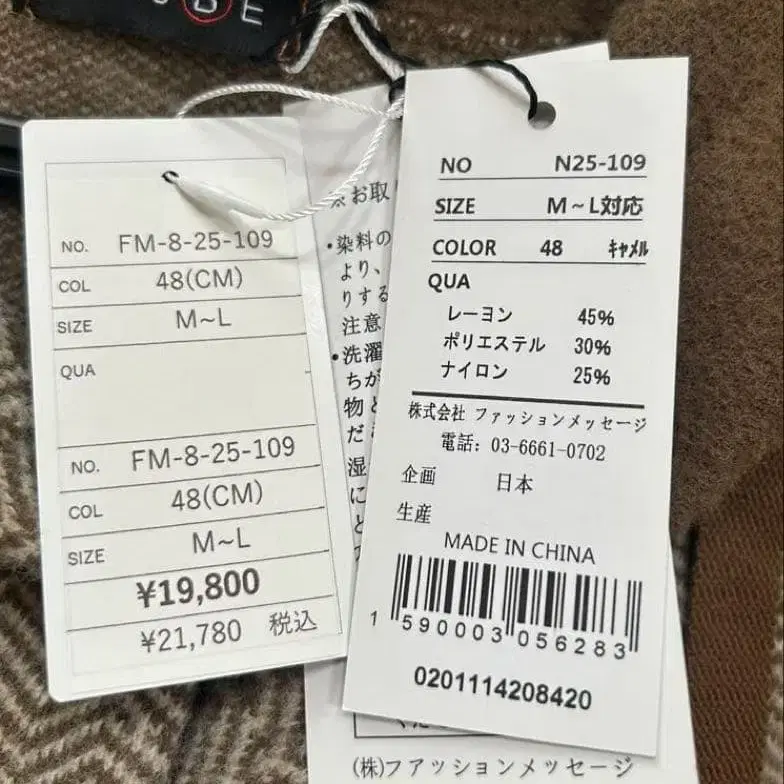 BE
NO. FM-8-25-109
COL 48(CM)
SIZE M~L
QUA
NO. FM-8-25-109
COL 48(CM)
SIZE M~L
¥19,800
¥21,780 税込
※お取
・染料の
より、
りする
注意
・洗濯
ちが
物と
だ
湿
に
と
NO N25-109
SIZE M~L対応
COLOR 48 ｷｬﾒﾙ
QUA
レーヨン 45%
ポリエステル 30%
ナイロン 25%
株式会社 ファッションメッセージ
電話: 03-6661-0702
企画 日本
生産
MADE IN CHINA
1 590003 056283
0201114208420
(株)ファッションメッセージ